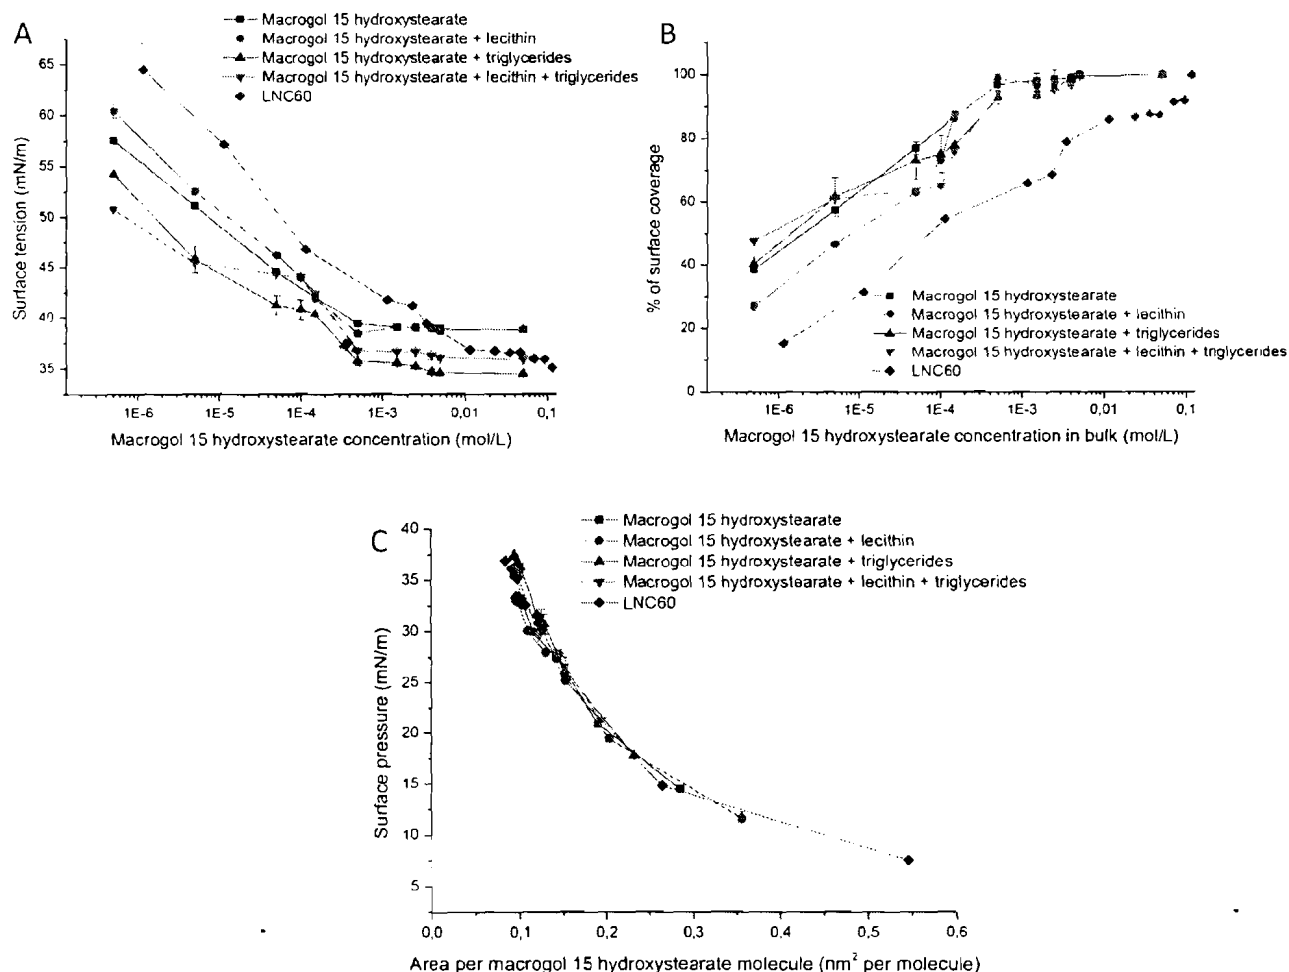 A
Macrogol 15 hydroxystearate
Macrogol 15 hydroxystearate + lecithin
Macrogol 15 hydroxystearate + triglycerides
Macrogol 15 hydroxystearate + lecithin + triglycerides
LNC60
65
60
55
50
45
40
35
Surface tension (mN/m)
1E-6 1E-5 1E-4 1E-3 0,01 0,1
Macrogol 15 hydroxystearate concentration (mol/L)
B
100
80
60
40
20
0
% of surface coverage
Macrogol 15 hydroxystearate
Macrogol 15 hydroxystearate + lecithin
Macrogol 15 hydroxystearate + triglycerides
Macrogol 15 hydroxystearate + lecithin + triglycerides
LNC60
1E-6 1E-5 1E-4 1E-3 0,01 0,1
Macrogol 15 hydroxystearate concentration in bulk (mol/L)
C
Macrogol 15 hydroxystearate
Macrogol 15 hydroxystearate + lecithin
Macrogol 15 hydroxystearate + triglycerides
Macrogol 15 hydroxystearate + lecithin + triglycerides
LNC60
40
35
30
25
20
15
10
5
Surface pressure (mN/m)
0,0 0,1 0,2 0,3 0,4 0,5 0,6
Area per macrogol 15 hydroxystearate molecule (nm² per molecule)